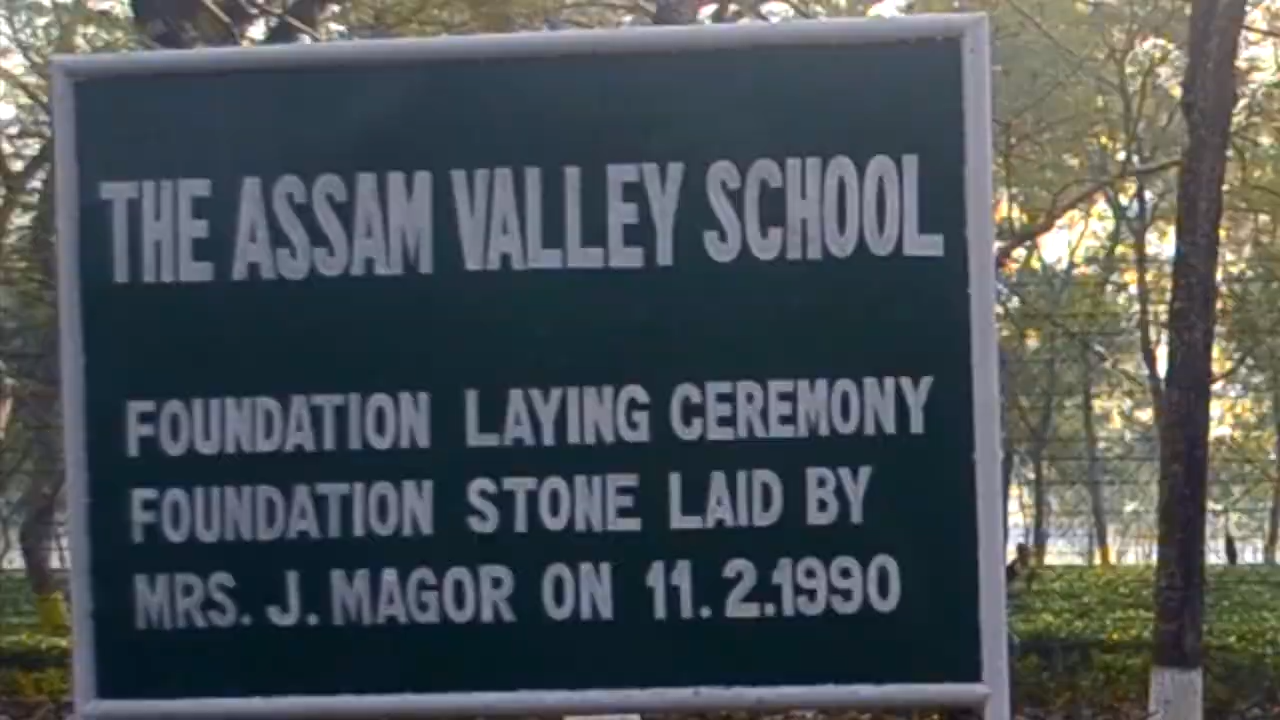 THE ASSAM VALLEY SCHOOL
FOUNDATION LAYING CEREMONY
FOUNDATION STONE LAID BY
MRS. J. MAGOR ON 11.2.1990